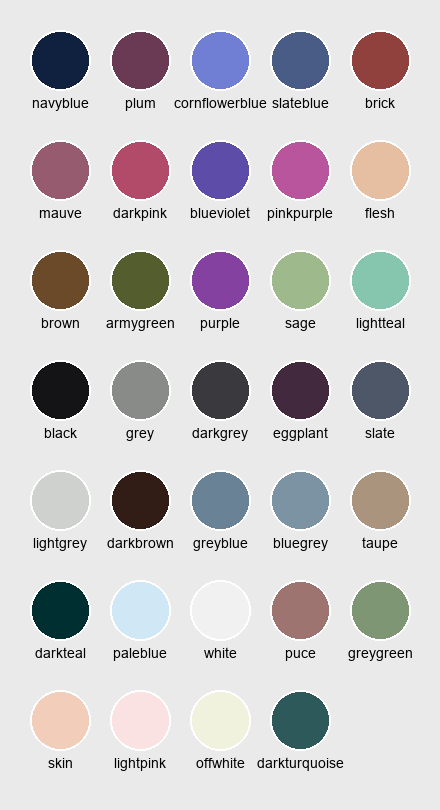 navyblue plum cornflowerblue slateblue brick
mauve darkpink blueviolet pinkpurple flesh
brown armygreen purple sage lightteal
black grey darkgrey eggplant slate
lightgrey darkbrown greyblue bluegrey taupe
darkteal paleblue white puce greygreen
skin lightpink offwhite darkturquoise